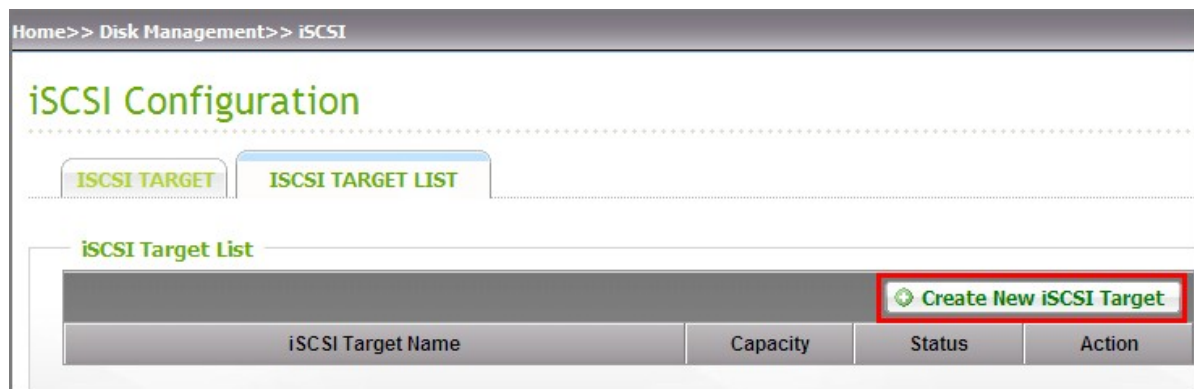 Home>> Disk Management>> iSCSI
iSCSI Configuration
ISCSI TARGET ISCSI TARGET LIST
iSCSI Target List
Create New iSCSI Target
iSCSI Target Name Capacity Status Action